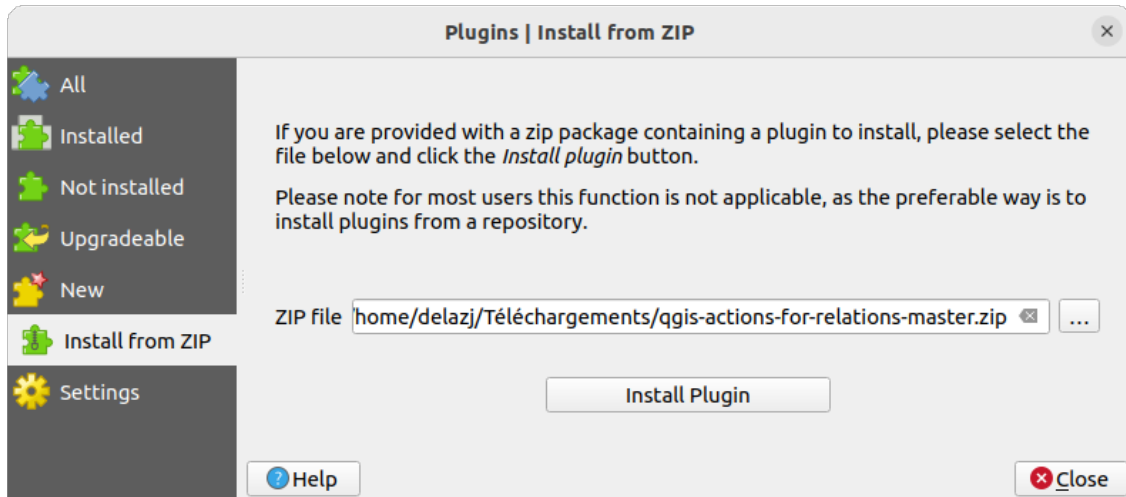 Plugins | Install from ZIP
All
Installed
Not installed
Upgradeable
New
Install from ZIP
Settings
If you are provided with a zip package containing a plugin to install, please select the
file below and click the Install plugin button.
Please note for most users this function is not applicable, as the preferable way is to
install plugins from a repository.
ZIP file /home/delazj/Téléchargements/qgis-actions-for-relations-master.zip ...
Install Plugin
Help
Close